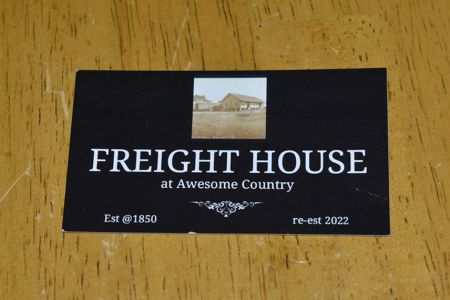 FREIGHT HOUSE
at Awesome Country
Est @1850
re-est 2022